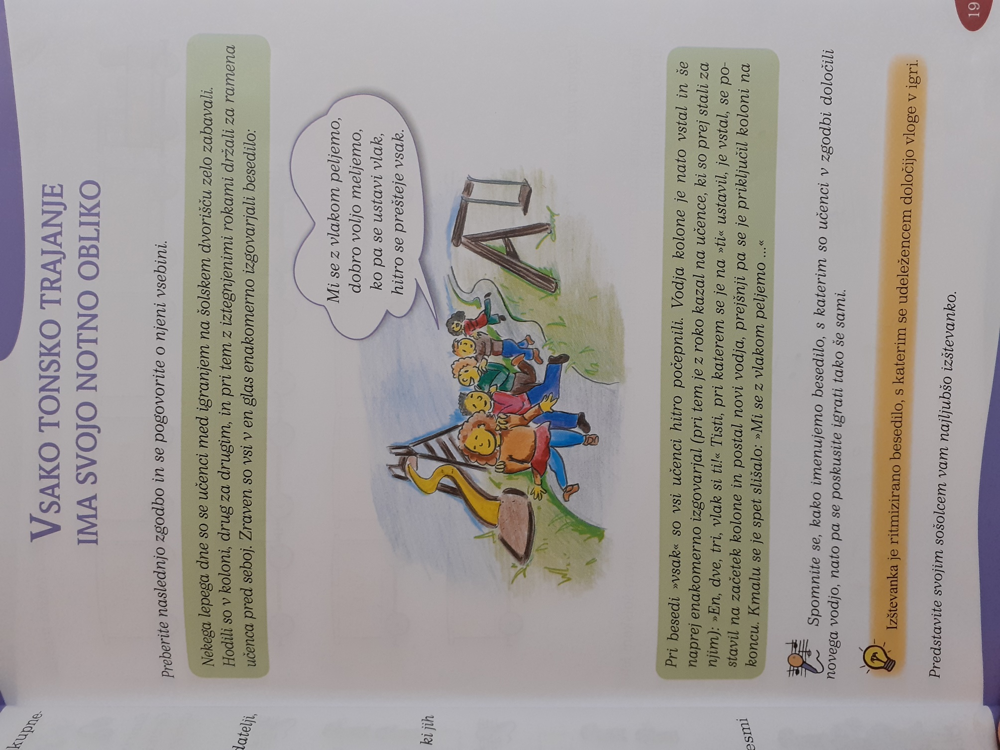 kupne-
datelji,
ki jih
esmi
VSAKO TONSKO TRAJANJE
IMA SVOJO NOTNO OBLIKO
Preberite naslednjo zgodbo in se pogovorite o njeni vsebini.
Nekega lepega dne so se učenci med igranjem na šolskem dvorišču zelo zabavali.
Hodili so v koloni, drug za drugim, in pri tem z iztegnjenimi rokami držali za ramena
učenca pred seboj. Zraven so vsi v en glas enakomerno izgovarjali besedilo:
Mi se z vlakom peljemo,
dobro voljo meljemo,
ko pa se ustavi vlak,
hitro se prešteje vsak.
Pri besedi »vsak« so vsi učenci hitro počepnili. Vodja kolone je nato vstal in še
naprej enakomerno izgovarjal (pri tem je z roko kazal na učence, ki so prej stali za
njim): »En, dve, tri, vlak si ti!« Tisti, pri katerem se je na »ti« ustavil, je vstal, se po-
stavil na začetek kolone in postal novi vodja, prejšnji pa se je priključil koloni na
koncu. Kmalu se je spet slišalo: »Mi se z vlakom peljemo ...«
Spomnite se, kako imenujemo besedilo, s katerim so učenci v zgodbi določili
novega vodjo, nato pa se poskusite igrati tako še sami.
Izštevanka je ritmizirano besedilo, s katerim se udeležencem določijo vloge v igri.
Predstavite svojim sošolcem vam najljubšo izštevanko.
19